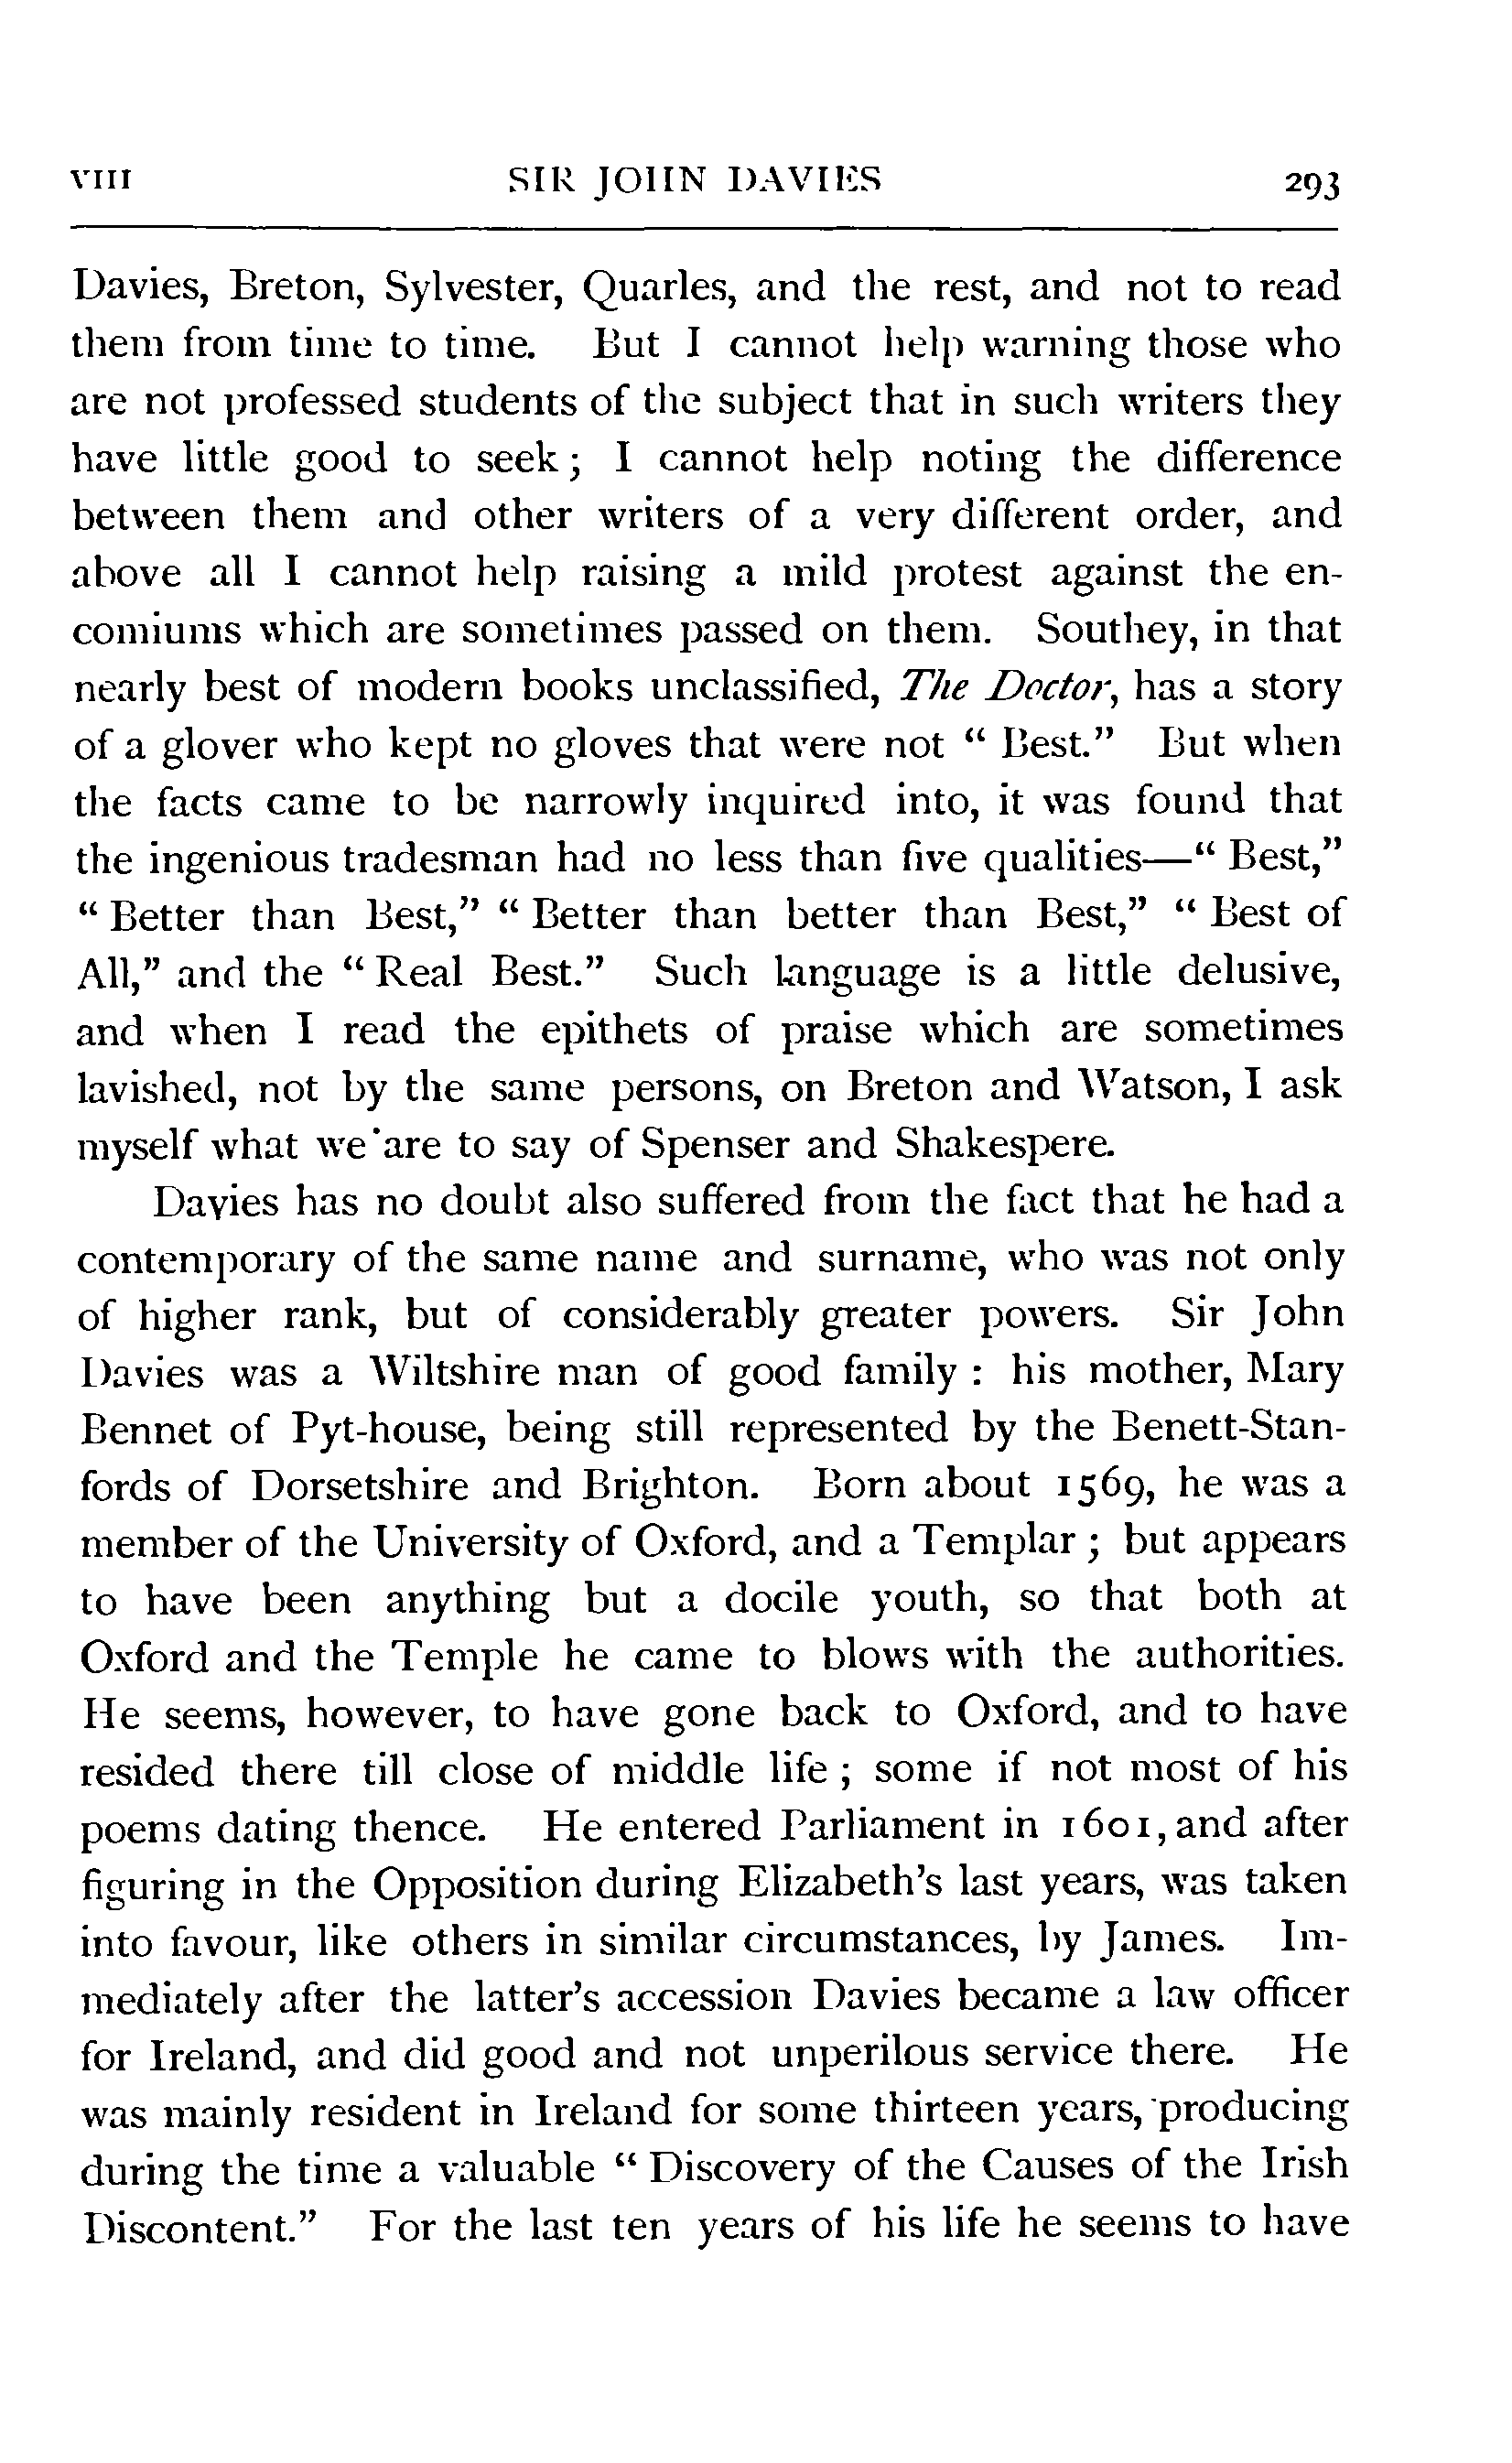 VIII SIR JOHN DAVIES 293
Davies, Breton, Sylvester, Quarles, and the rest, and not to read
them from time to time. But I cannot help warning those who
are not professed students of the subject that in such writers they
have little good to seek; I cannot help noting the difference
between them and other writers of a very different order, and
above all I cannot help raising a mild protest against the en-
comiums which are sometimes passed on them. Southey, in that
nearly best of modern books unclassified, The Doctor, has a story
of a glover who kept no gloves that were not “ Best.” But when
the facts came to be narrowly inquired into, it was found that
the ingenious tradesman had no less than five qualities—“ Best,”
“ Better than Best,” “ Better than better than Best,” “ Best of
All,” and the “ Real Best.” Such language is a little delusive,
and when I read the epithets of praise which are sometimes
lavished, not by the same persons, on Breton and Watson, I ask
myself what we are to say of Spenser and Shakespere.
Davies has no doubt also suffered from the fact that he had a
contemporary of the same name and surname, who was not only
of higher rank, but of considerably greater powers. Sir John
Davies was a Wiltshire man of good family : his mother, Mary
Bennet of Pyt-house, being still represented by the Benett-Stan-
fords of Dorsetshire and Brighton. Born about 1569, he was a
member of the University of Oxford, and a Templar ; but appears
to have been anything but a docile youth, so that both at
Oxford and the Temple he came to blows with the authorities.
He seems, however, to have gone back to Oxford, and to have
resided there till close of middle life ; some if not most of his
poems dating thence. He entered Parliament in 1601, and after
figuring in the Opposition during Elizabeth’s last years, was taken
into favour, like others in similar circumstances, by James. Im-
mediately after the latter’s accession Davies became a law officer
for Ireland, and did good and not unperilous service there. He
was mainly resident in Ireland for some thirteen years, producing
during the time a valuable “ Discovery of the Causes of the Irish
Discontent.” For the last ten years of his life he seems to have